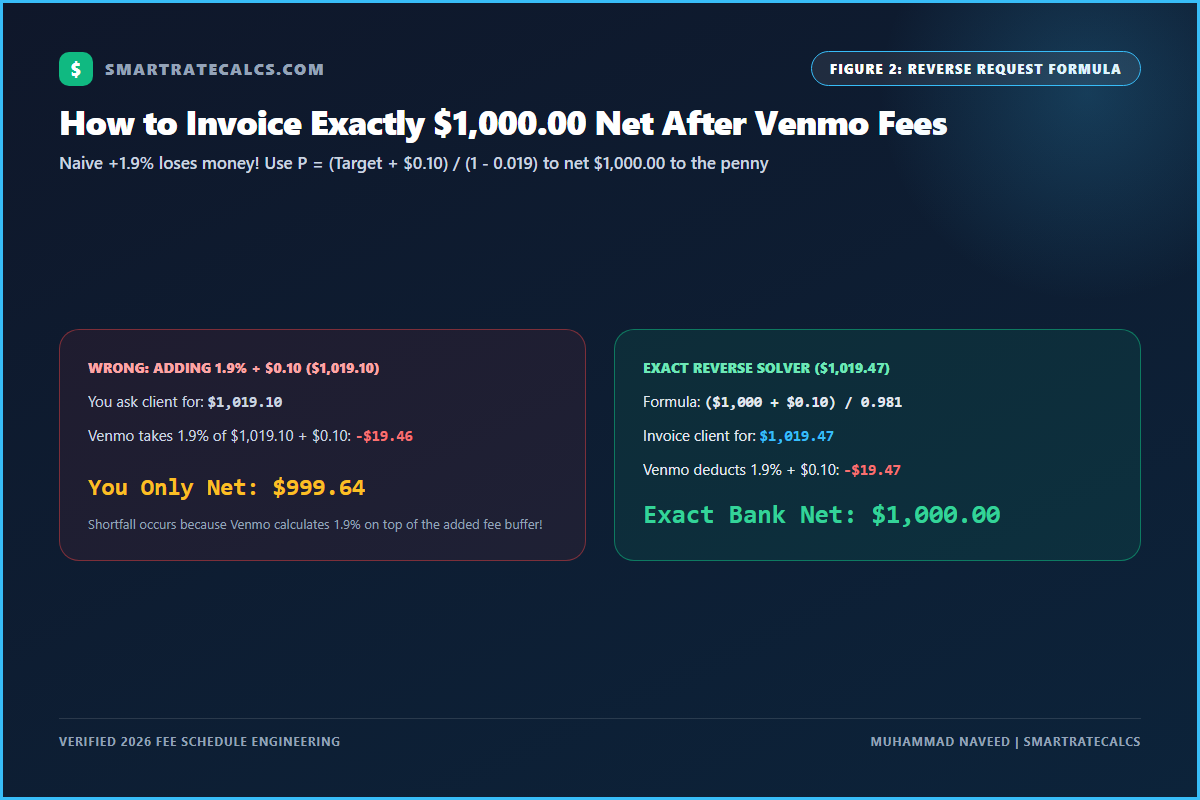 $ SMARTRATECALCS.COM
FIGURE 2: REVERSE REQUEST FORMULA
How to Invoice Exactly $1,000.00 Net After Venmo Fees
Naive +1.9% loses money! Use P = (Target + $0.10) / (1 - 0.019) to net $1,000.00 to the penny
WRONG: ADDING 1.9% + $0.10 ($1,019.10)
You ask client for: $1,019.10
Venmo takes 1.9% of $1,019.10 + $0.10: -$19.46
You Only Net: $999.64
Shortfall occurs because Venmo calculates 1.9% on top of the added fee buffer!
EXACT REVERSE SOLVER ($1,019.47)
Formula: ($1,000 + $0.10) / 0.981
Invoice client for: $1,019.47
Venmo deducts 1.9% + $0.10: -$19.47
Exact Bank Net: $1,000.00
VERIFIED 2026 FEE SCHEDULE ENGINEERING
MUHAMMAD NAVEED | SMARTRATECALCS